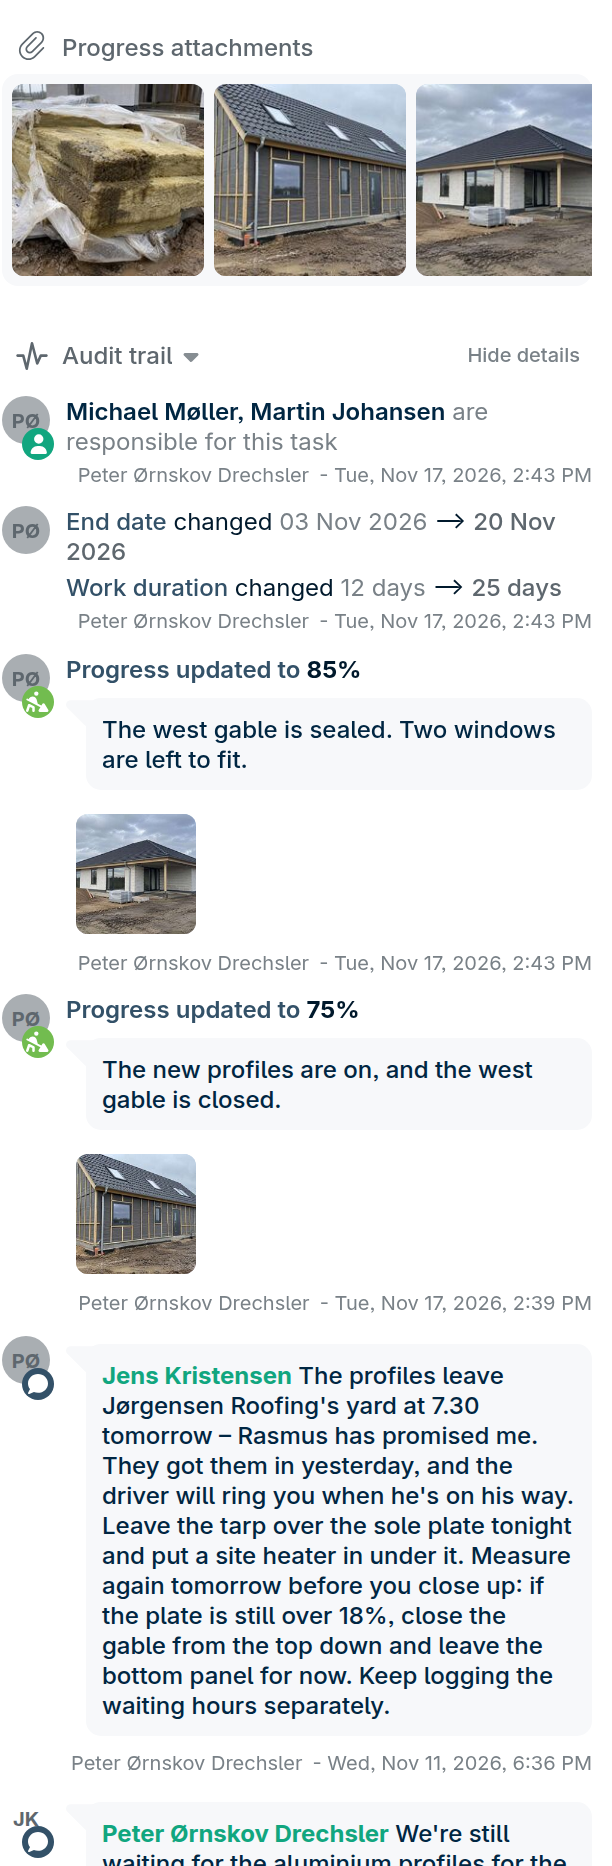 Progress attachments
Audit trail
Hide details
PØ
Michael Møller, Martin Johansen are
responsible for this task
Peter Ørnskov Drechsler - Tue, Nov 17, 2026, 2:43 PM
PØ
End date changed 03 Nov 2026 → 20 Nov
2026
Work duration changed 12 days → 25 days
Peter Ørnskov Drechsler - Tue, Nov 17, 2026, 2:43 PM
PØ
Progress updated to 85%
The west gable is sealed. Two windows
are left to fit.
Peter Ørnskov Drechsler - Tue, Nov 17, 2026, 2:43 PM
PØ
Progress updated to 75%
The new profiles are on, and the west
gable is closed.
Peter Ørnskov Drechsler - Tue, Nov 17, 2026, 2:39 PM
PØ
Jens Kristensen The profiles leave
Jørgensen Roofing's yard at 7.30
tomorrow – Rasmus has promised me.
They got them in yesterday, and the
driver will ring you when he's on his way.
Leave the tarp over the sole plate tonight
and put a site heater in under it. Measure
again tomorrow before you close up: if
the plate is still over 18%, close the
gable from the top down and leave the
bottom panel for now. Keep logging the
waiting hours separately.
Peter Ørnskov Drechsler - Wed, Nov 11, 2026, 6:36 PM
JK
Peter Ørnskov Drechsler We're still
waiting for the aluminium profiles for the